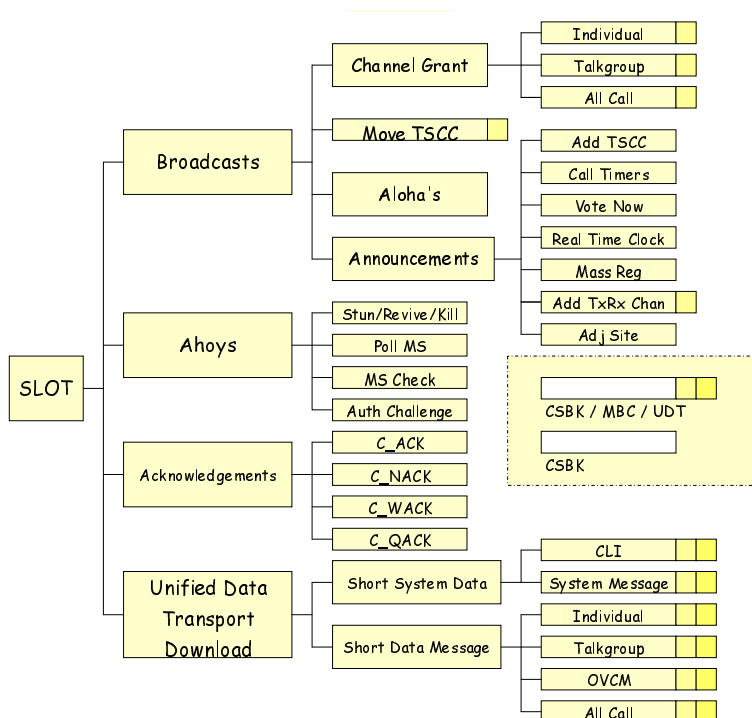 SLOT
Broadcasts
Channel Grant
Individual
Talkgroup
All Call
Move TSCC
Aloha's
Announcements
Add TSCC
Call Timers
Vote Now
Real Time Clock
Mass Reg
Add TxRx Chan
Adj Site
Ahoys
Stun/Revive/Kill
Poll MS
MS Check
Auth Challenge
Acknowledgements
C_ACK
C_NACK
C_WACK
C_QACK
CSBK / MBC / UDT
CSBK
Unified Data
Transport
Download
Short System Data
CLI
System Message
Short Data Message
Individual
Talkgroup
OVCM
All Call